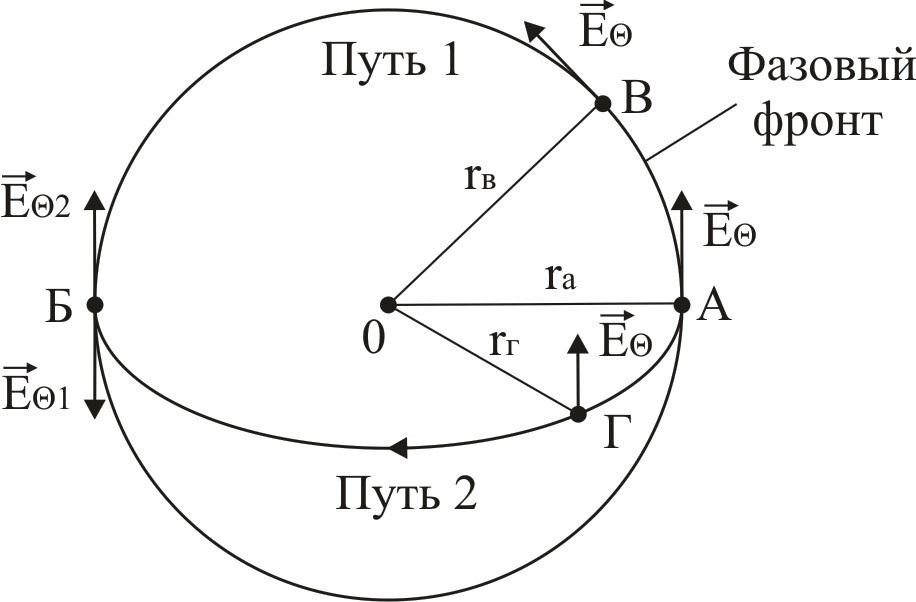 E⃗Θ
Путь 1
В
Фазовый
фронт
rв
E⃗Θ2
E⃗Θ
rа
Б
А
0
rг
E⃗Θ
E⃗Θ1
Г
Путь 2